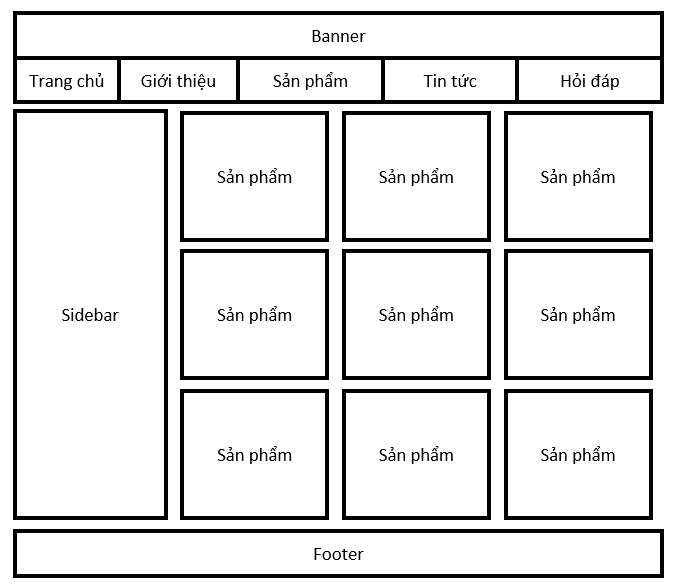 Banner
Trang chủ
Giới thiệu
Sản phẩm
Tin tức
Hỏi đáp
Sidebar
Sản phẩm
Sản phẩm
Sản phẩm
Sản phẩm
Sản phẩm
Sản phẩm
Sản phẩm
Sản phẩm
Sản phẩm
Footer